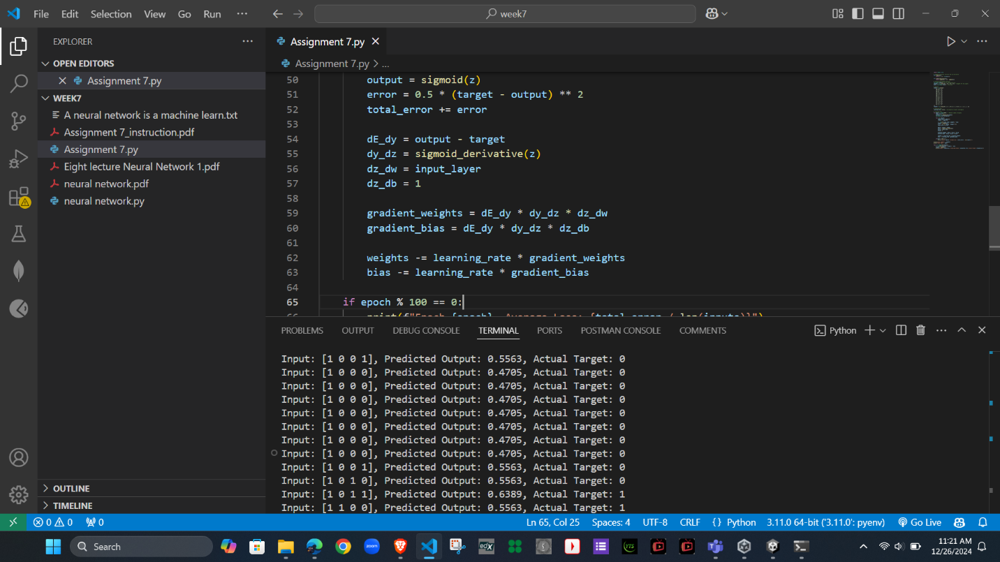 File Edit Selection View Go Run ···
week7
EXPLORER
OPEN EDITORS
Assignment 7.py
WEEK7
A neural network is a machine learn.txt
Assignment 7_instruction.pdf
Assignment 7.py
Eight lecture Neural Network 1.pdf
neural network.pdf
neural network.py
OUTLINE
TIMELINE
Assignment 7.py
Assignment 7.py > ...
50 output = sigmoid(z)
51 error = 0.5 * (target - output) ** 2
52 total_error += error
53
54 dE_dy = output - target
55 dy_dz = sigmoid_derivative(z)
56 dz_dw = input_layer
57 dz_db = 1
58
59 gradient_weights = dE_dy * dy_dz * dz_dw
60 gradient_bias = dE_dy * dy_dz * dz_db
61
62 weights -= learning_rate * gradient_weights
63 bias -= learning_rate * gradient_bias
64
65 if epoch % 100 == 0:
66 print(f"Epoch {epoch}, Average Loss: {total_error / len(inputs)}")
PROBLEMS OUTPUT DEBUG CONSOLE TERMINAL PORTS POSTMAN CONSOLE COMMENTS
Python
Input: [1 0 0 1], Predicted Output: 0.5563, Actual Target: 0
Input: [1 0 0 0], Predicted Output: 0.4705, Actual Target: 0
Input: [1 0 0 0], Predicted Output: 0.4705, Actual Target: 0
Input: [1 0 0 0], Predicted Output: 0.4705, Actual Target: 0
Input: [1 0 0 0], Predicted Output: 0.4705, Actual Target: 0
Input: [1 0 0 0], Predicted Output: 0.4705, Actual Target: 0
Input: [1 0 0 0], Predicted Output: 0.4705, Actual Target: 0
Input: [1 0 0 0], Predicted Output: 0.4705, Actual Target: 0
Input: [1 0 0 1], Predicted Output: 0.5563, Actual Target: 0
Input: [1 0 1 0], Predicted Output: 0.5563, Actual Target: 0
Input: [1 0 1 1], Predicted Output: 0.6389, Actual Target: 1
Input: [1 1 0 0], Predicted Output: 0.5563, Actual Target: 1
0 0 0 Ln 65, Col 25 Spaces: 4 UTF-8 CRLF {} Python 3.11.0 64-bit ('3.11.0': pyenv) Go Live
Search zoom edX YTS
11:21 AM
12/26/2024